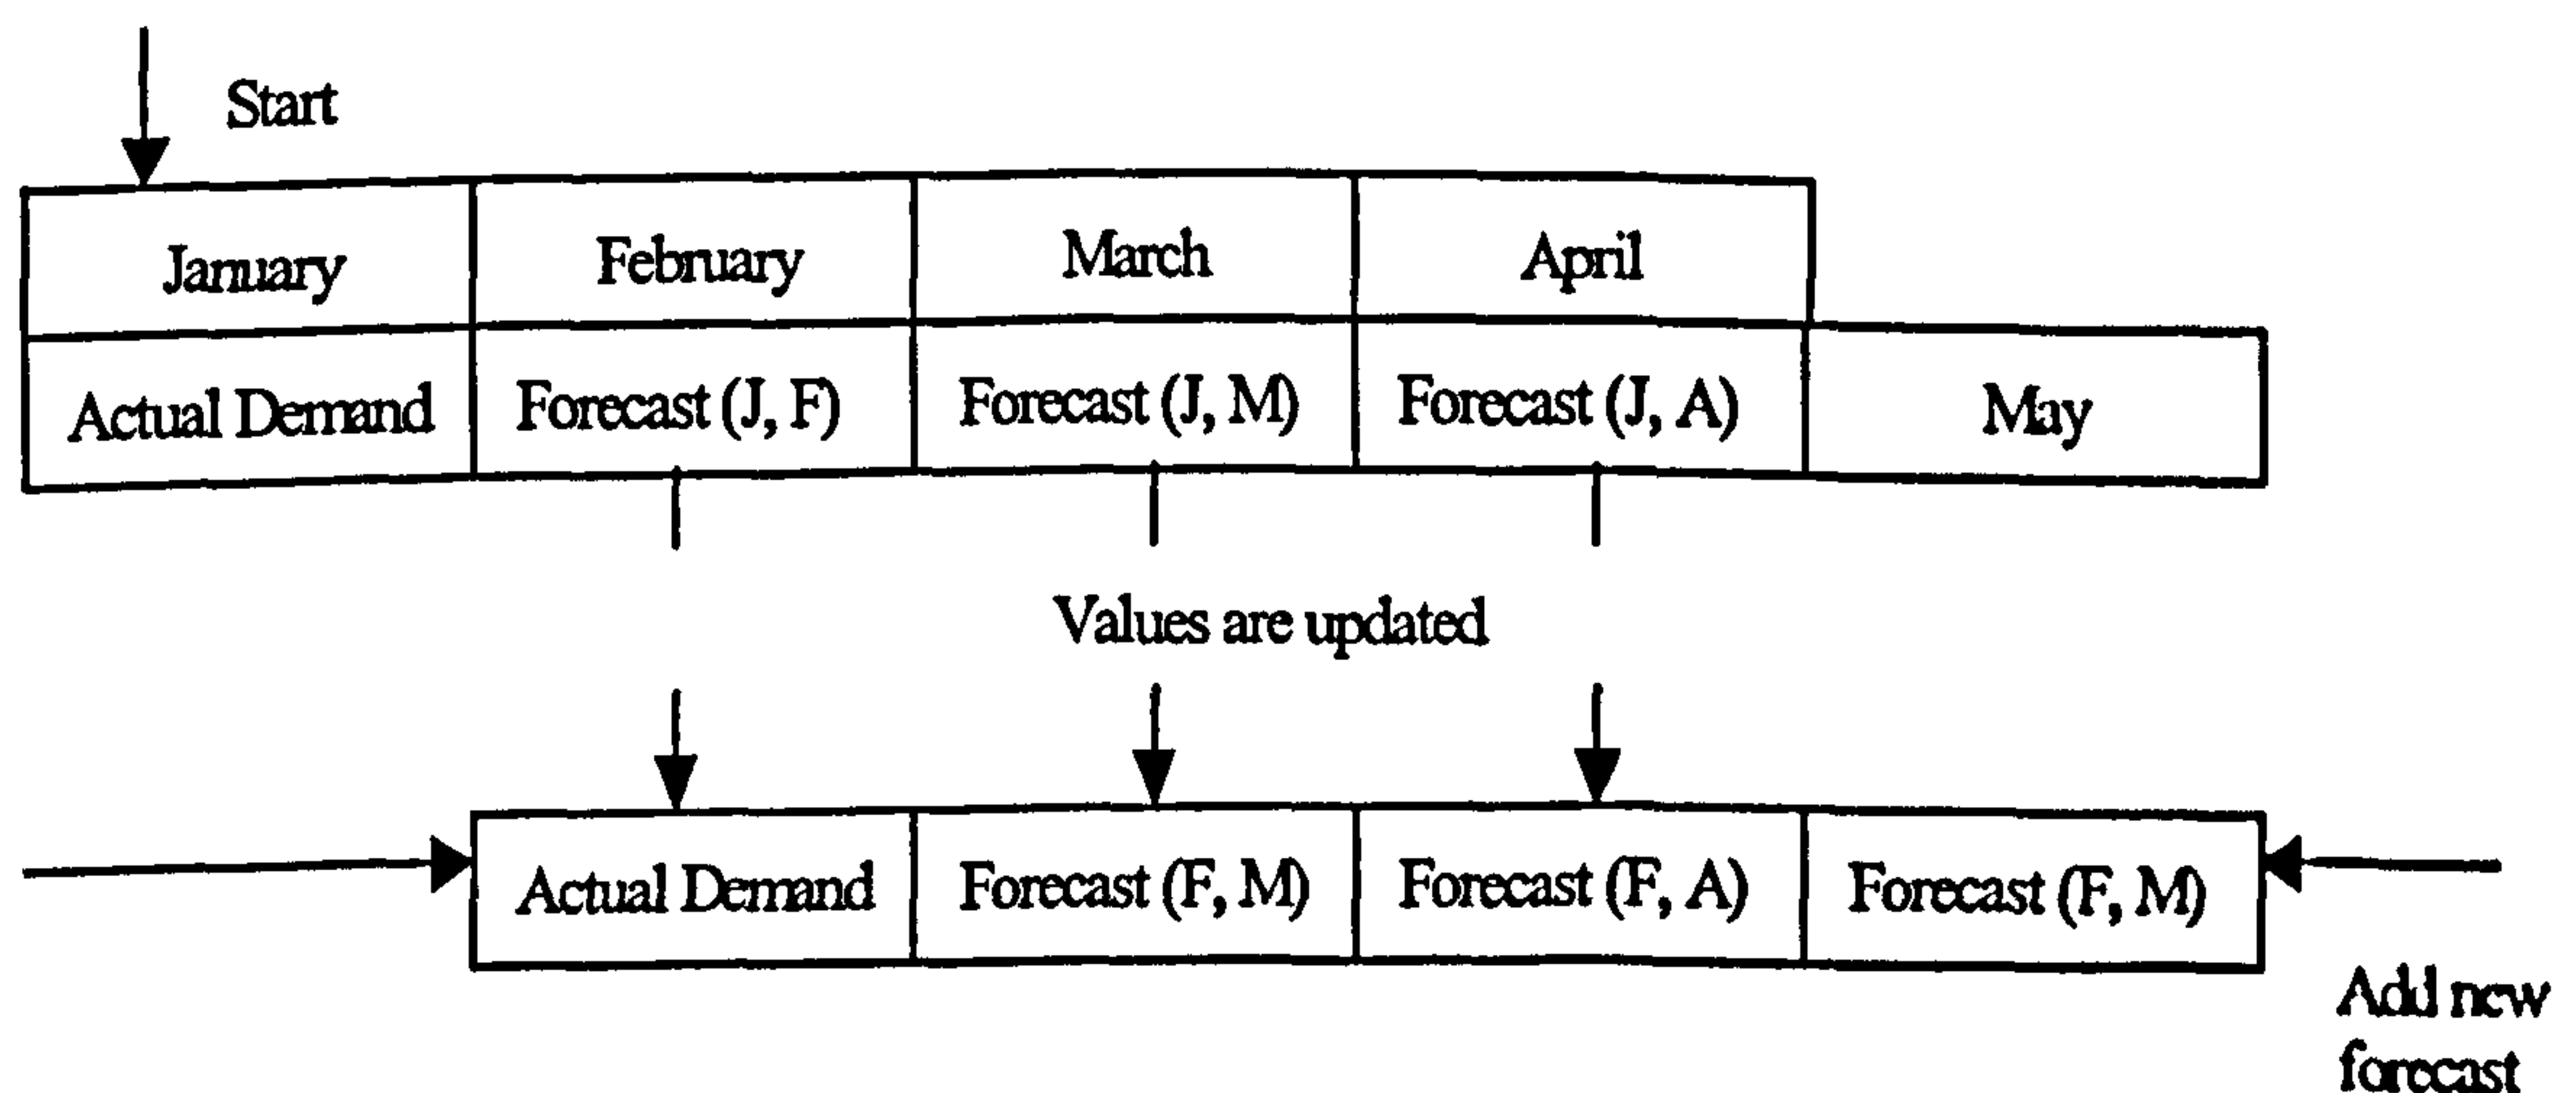 Start
January February March April
Actual Demand Forecast (J, F) Forecast (J, M) Forecast (J, A) May
Values are updated
Actual Demand Forecast (F, M) Forecast (F, A) Forecast (F, M)
Add new
forecast